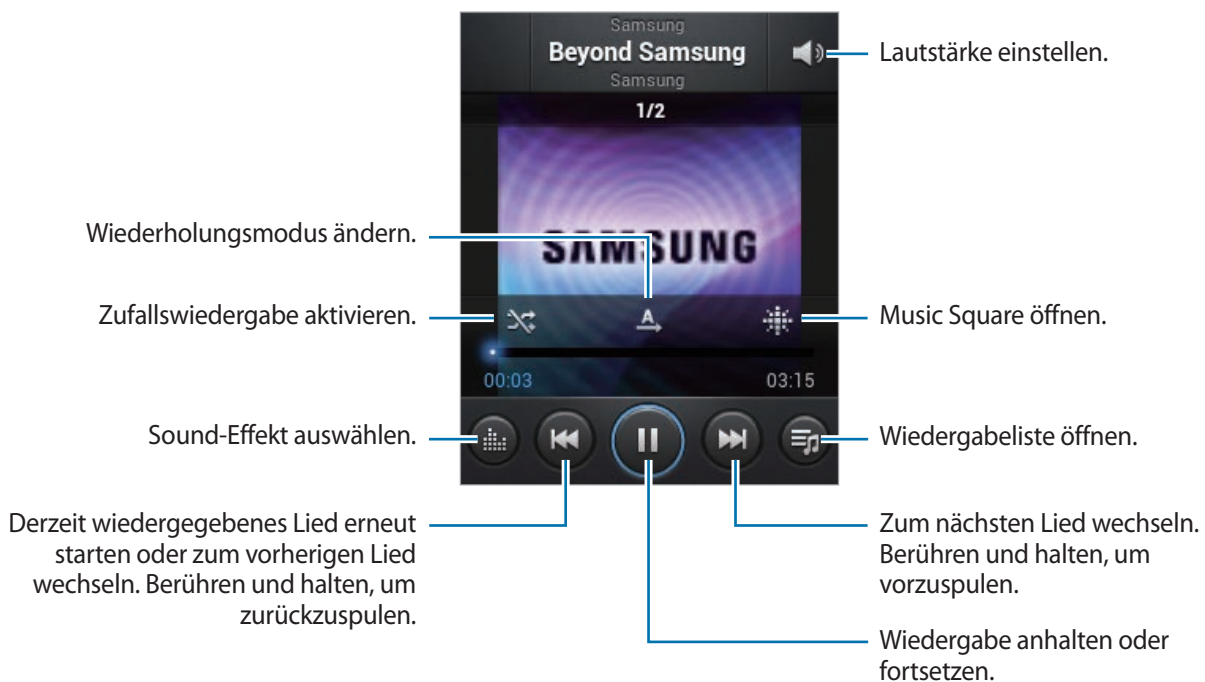 Samsung
Beyond Samsung
Samsung
Lautstärke einstellen.
1/2
Wiederholungsmodus ändern.
SAMSUNG
Zufallswiedergabe aktivieren.
A
Music Square öffnen.
00:03
03:15
Sound-Effekt auswählen.
Wiedergabeliste öffnen.
Derzeit wiedergegebenes Lied erneut
starten oder zum vorherigen Lied
wechseln. Berühren und halten, um
zurückzuspulen.
Zum nächsten Lied wechseln.
Berühren und halten, um
vorzuspulen.
Wiedergabe anhalten oder
fortsetzen.